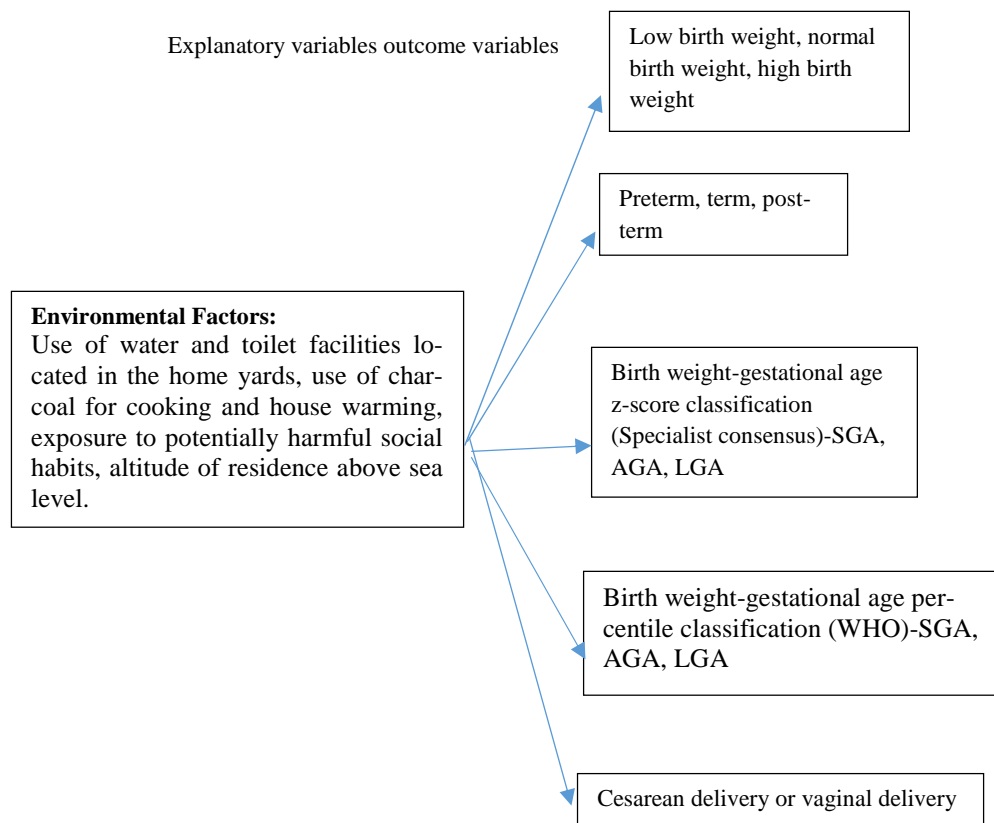 Explanatory variables outcome variables
Low birth weight, normal
birth weight, high birth
weight
Preterm, term, post-
term
Environmental Factors:
Use of water and toilet facilities lo-
cated in the home yards, use of char-
coal for cooking and house warming,
exposure to potentially harmful social
habits, altitude of residence above sea
level.
Birth weight-gestational age
z-score classification
(Specialist consensus)-SGA,
AGA, LGA
Birth weight-gestational age per-
centile classification (WHO)-SGA,
AGA, LGA
Cesarean delivery or vaginal delivery